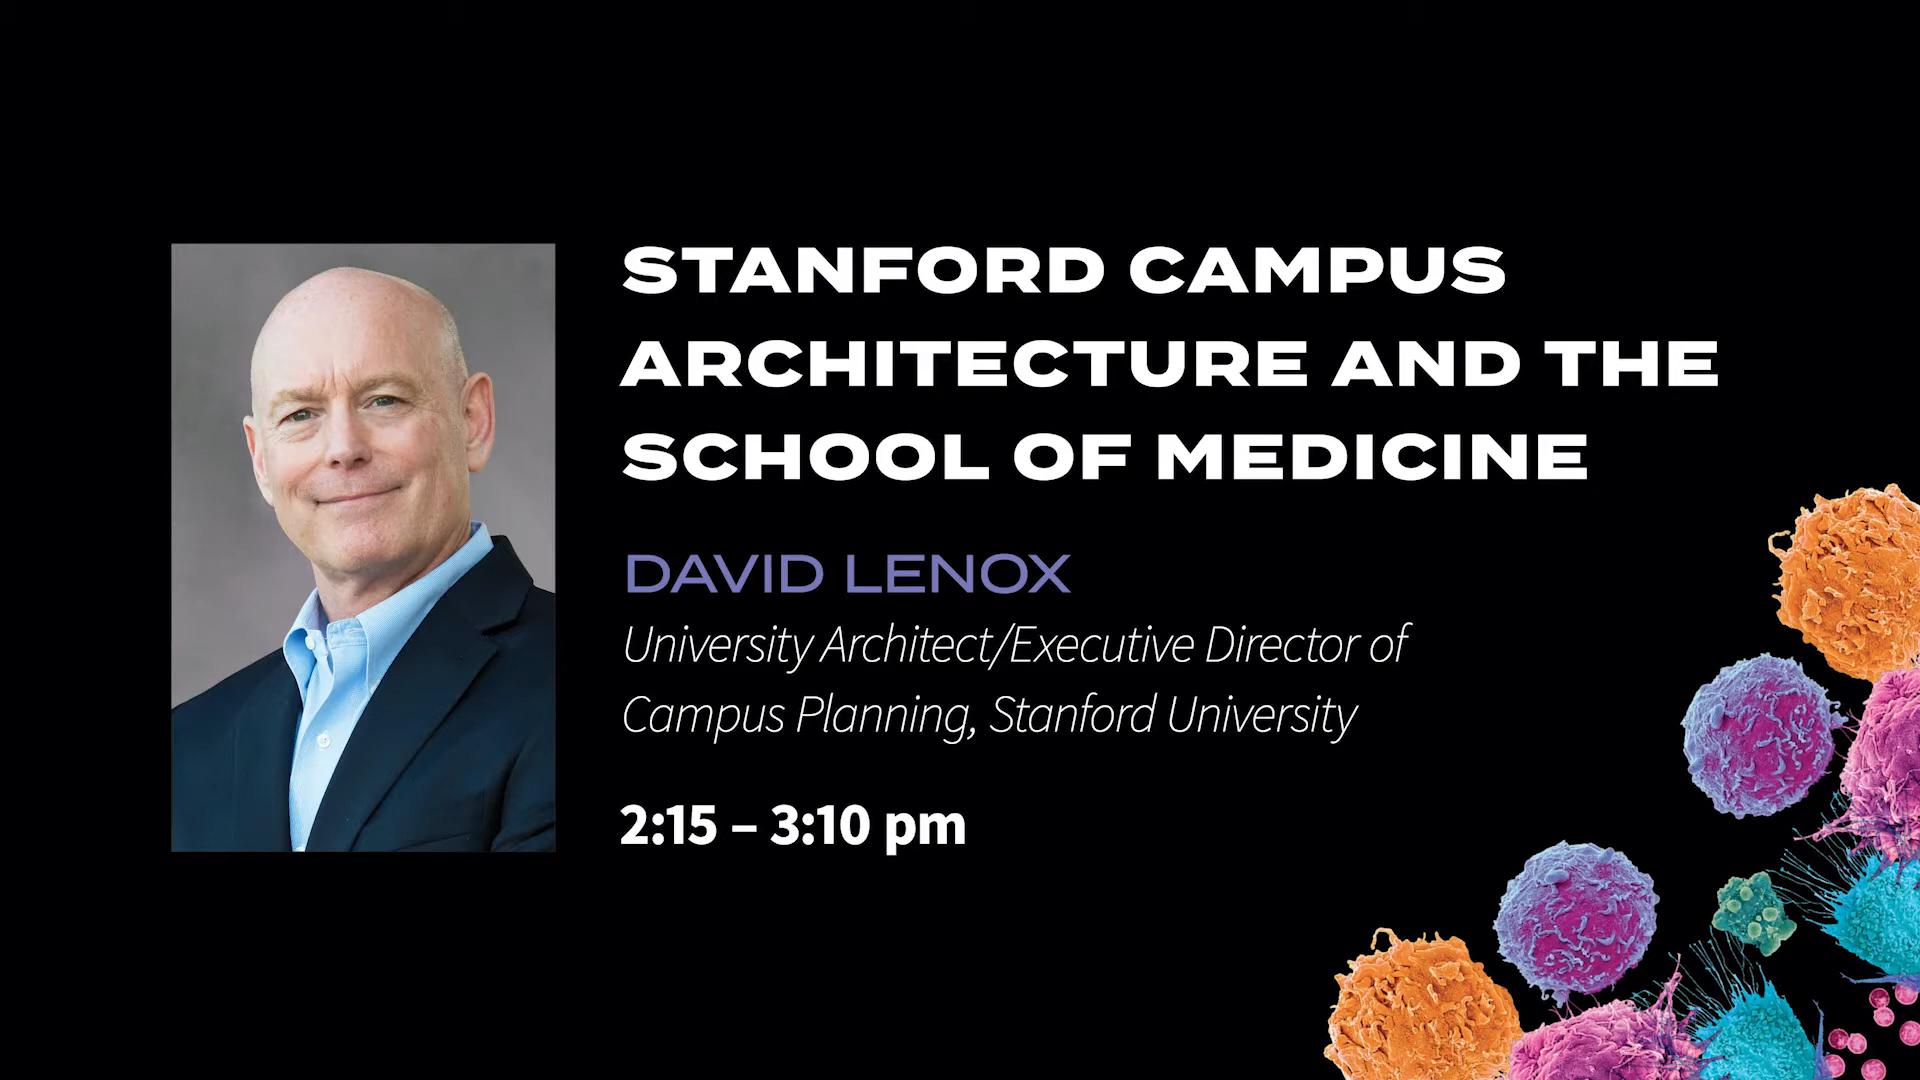 STANFORD CAMPUS
ARCHITECTURE AND THE
SCHOOL OF MEDICINE
DAVID LENOX
University Architect/Executive Director of
Campus Planning, Stanford University
2:15 – 3:10 pm